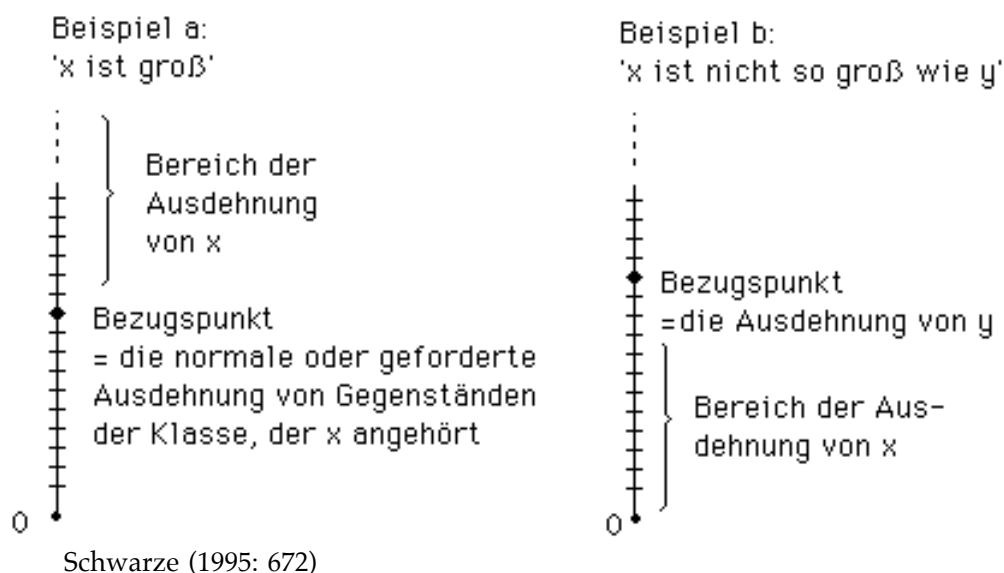 Beispiel a:
'x ist groß'
Bereich der
Ausdehnung
von x
Bezugspunkt
= die normale oder geforderte
Ausdehnung von Gegenständen
der Klasse, der x angehört
0
Beispiel b:
'x ist nicht so groß wie y'
Bezugspunkt
=die Ausdehnung von y
Bereich der Aus-
dehnung von x
0
Schwarze (1995: 672)